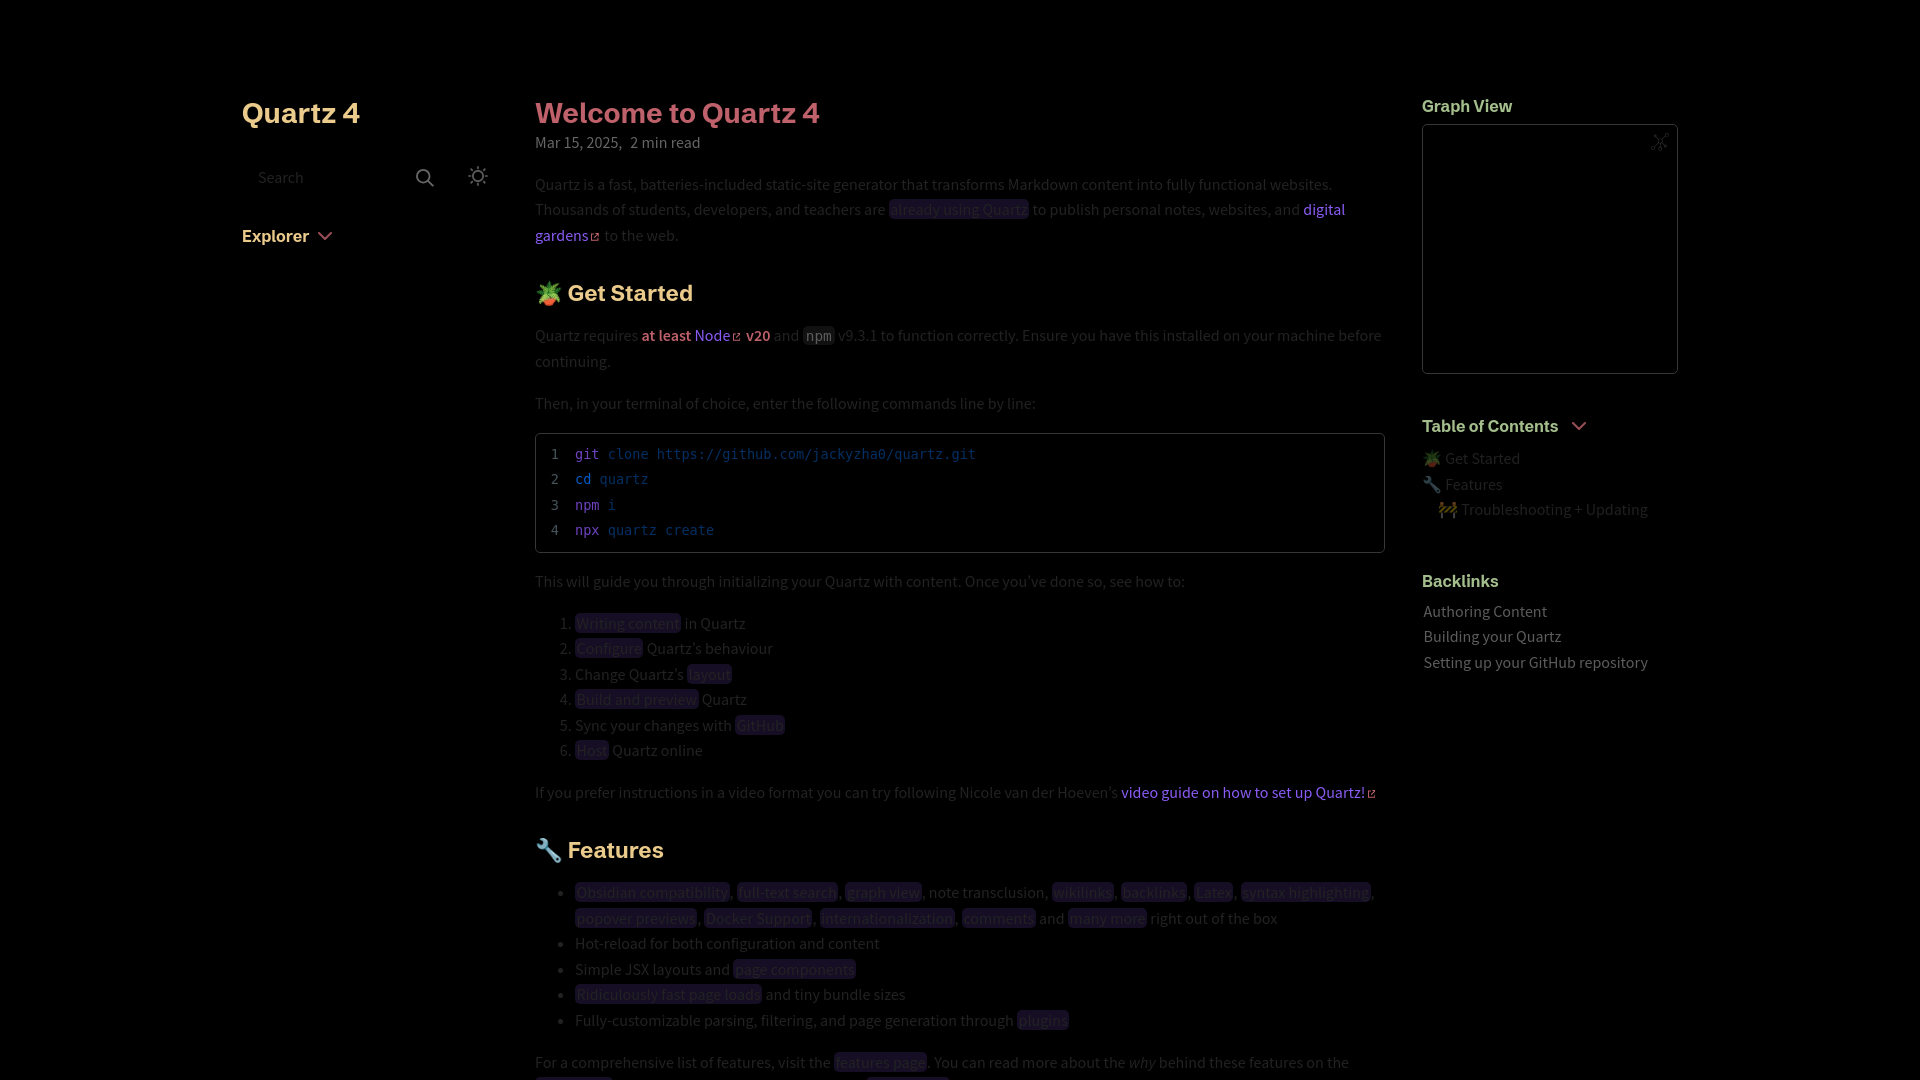 Quartz 4
Search
Explorer
Welcome to Quartz 4
Mar 15, 2025, 2 min read
Quartz is a fast, batteries-included static-site generator that transforms Markdown content into fully functional websites.
Thousands of students, developers, and teachers are already using Quartz to publish personal notes, websites, and digital
gardens to the web.
🪴 Get Started
Quartz requires at least Node v20 and npm v9.3.1 to function correctly. Ensure you have this installed on your machine before
continuing.
Then, in your terminal of choice, enter the following commands line by line:
1 git clone https://github.com/jackyzha0/quartz.git
2 cd quartz
3 npm i
4 npx quartz create
This will guide you through initializing your Quartz with content. Once you’ve done so, see how to:
1. Writing content in Quartz
2. Configure Quartz’s behaviour
3. Change Quartz’s layout
4. Build and preview Quartz
5. Sync your changes with GitHub
6. Host Quartz online
If you prefer instructions in a video format you can try following Nicole van der Hoeven’s video guide on how to set up Quartz!
🔧 Features
• Obsidian compatibility, full-text search, graph view, note transclusion, wikilinks, backlinks, Latex, syntax highlighting,
popover previews, Docker Support, internationalization, comments and many more right out of the box
• Hot-reload for both configuration and content
• Simple JSX layouts and page components
• Ridiculously fast page loads and tiny bundle sizes
• Fully-customizable parsing, filtering, and page generation through plugins
For a comprehensive list of features, visit the features page. You can read more about the why behind these features on the
Graph View
Table of Contents
🪴 Get Started
🔧 Features
🚧 Troubleshooting + Updating
Backlinks
Authoring Content
Building your Quartz
Setting up your GitHub repository